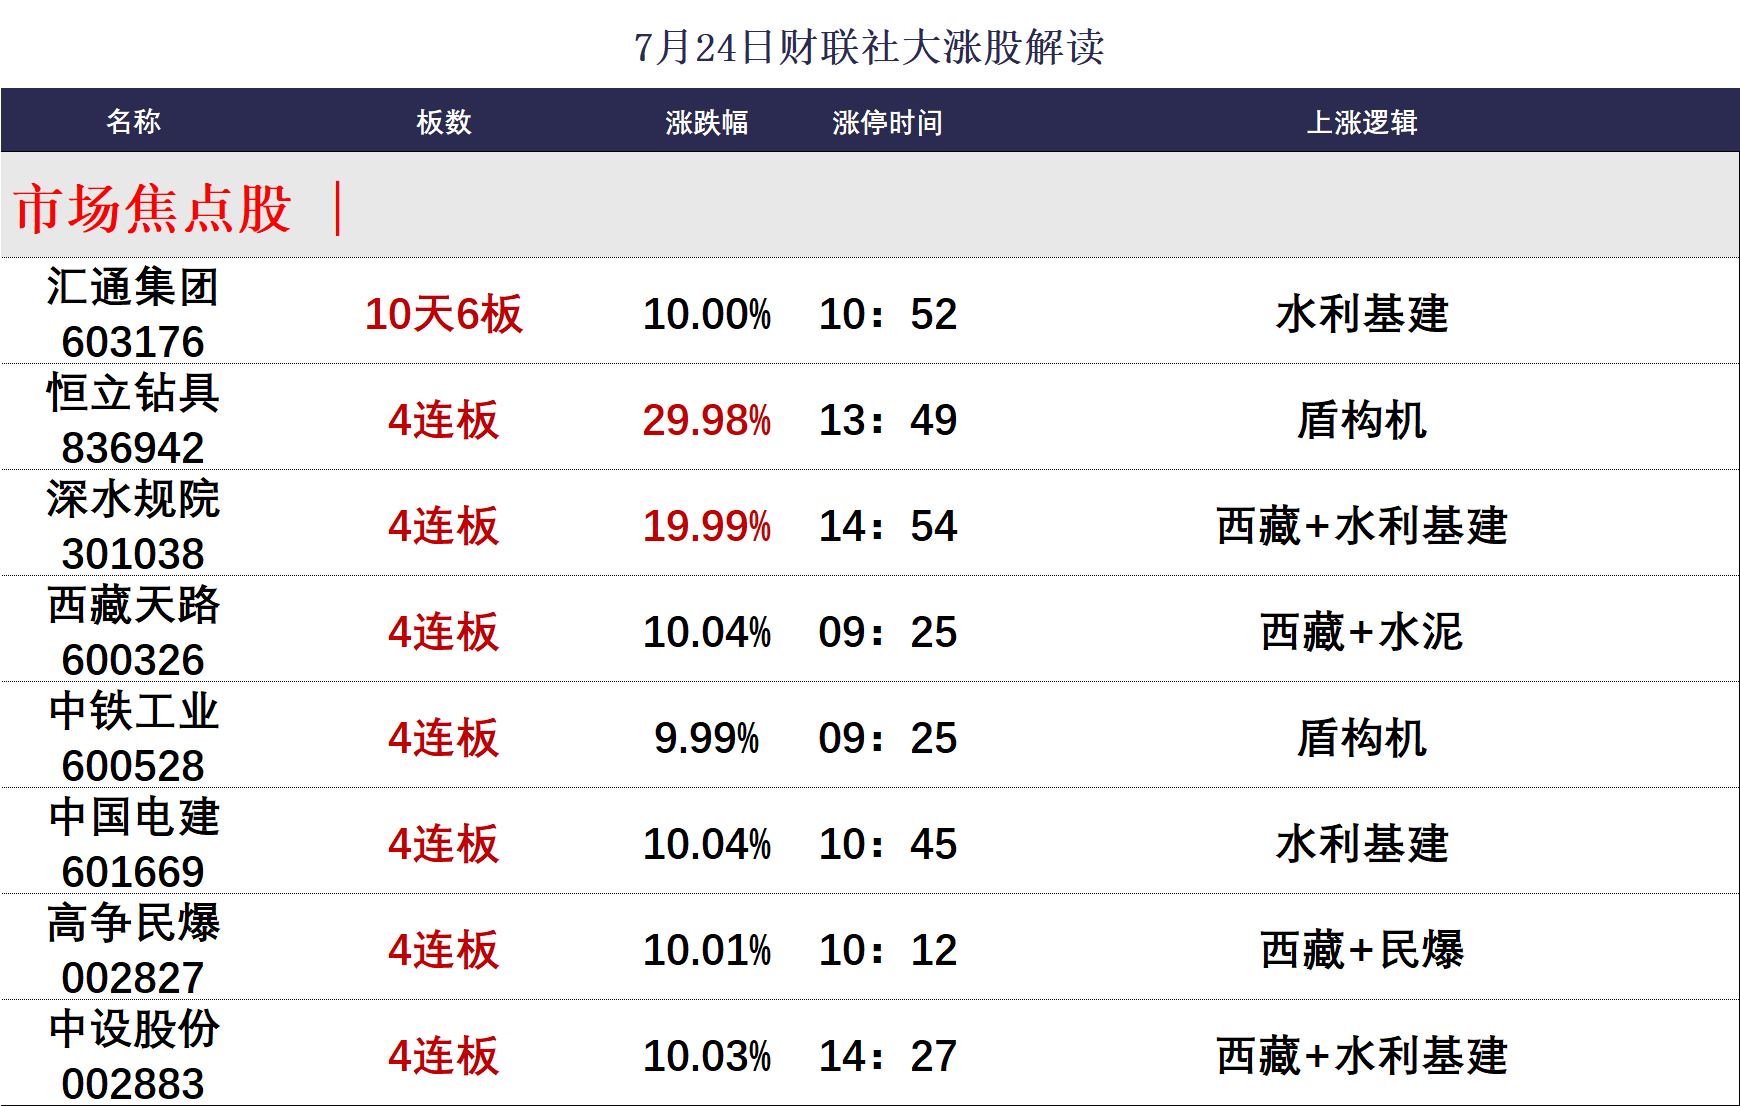 7月24日财联社大涨股解读
名称 板数 涨跌幅 涨停时间 上涨逻辑
市场焦点股 ｜
汇通集团
603176 10天6板 10.00% 10：52 水利基建
恒立钻具
836942 4连板 29.98% 13：49 盾构机
深水规院
301038 4连板 19.99% 14：54 西藏+水利基建
西藏天路
600326 4连板 10.04% 09：25 西藏+水泥
中铁工业
600528 4连板 9.99% 09：25 盾构机
中国电建
601669 4连板 10.04% 10：45 水利基建
高争民爆
002827 4连板 10.01% 10：12 西藏+民爆
中设股份
002883 4连板 10.03% 14：27 西藏+水利基建